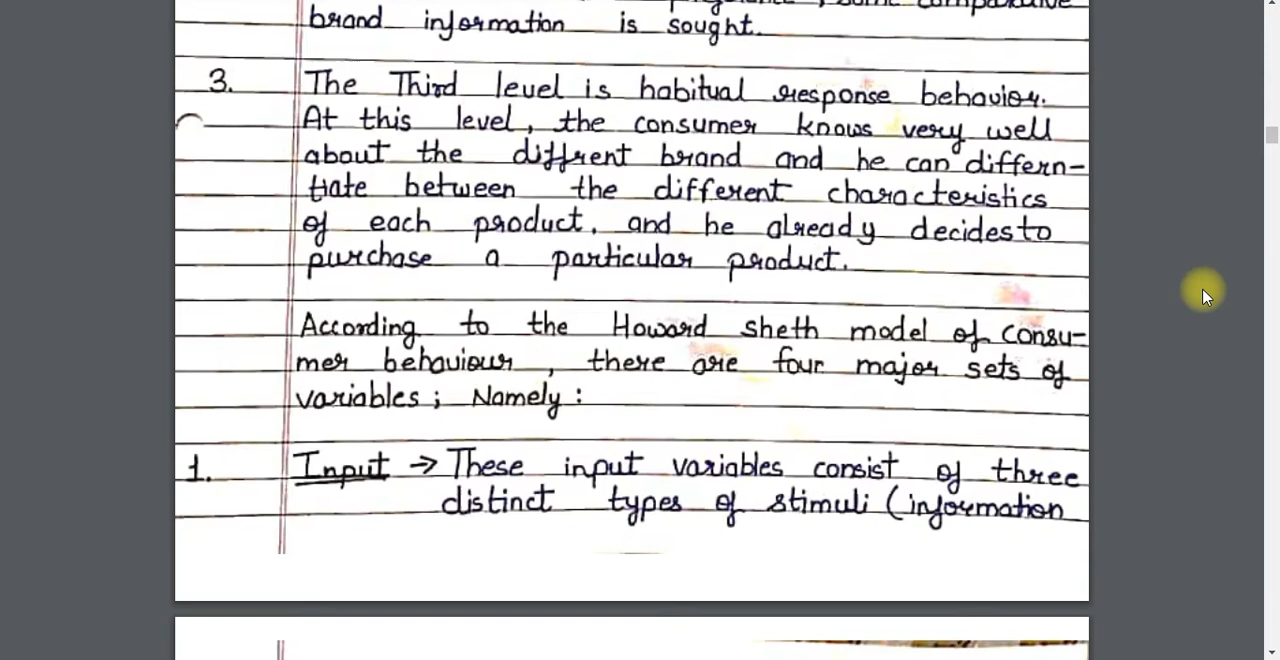 comparative
brand information is sought.
3. The Third level is habitual response behavior.
At this level, the consumer knows very well
about the diffrent brand and he can differn-
tiate between the different characteristics
of each product. and he already decides to
purchase a particular product.
According to the Howard sheth model of consu-
mer behaviour, there are four major sets of
variables; Namely:
1. Input → These input variables consist of three
distinct types of stimuli (information